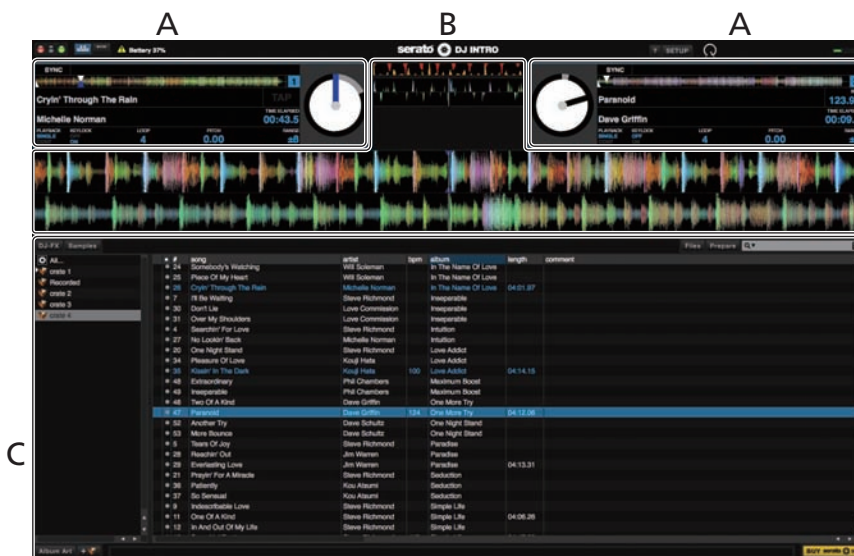 A B A
Battery 37%
serato DJ INTRO
SETUP
SYNC
1
Cryin' Through The Rain
TAP
TIME ELAPSED
Michelle Norman
00:43.5
PLAYBACK KEYLOCK LOOP PITCH RANGE
SINGLE OFF 4 0.00 ±8
On
SYNC
Paranoid
123.9
Dave Griffin
00:09.
PLAYBACK KEYLOCK LOOP PITCH RANGE
SINGLE OFF 4 0.00 ±8
DJ-FX Samples
Files Prepare
# song artist bpm album length comment
All...
crate 1
Recorded
crate 2
crate 3
crate 4
24 Somebody's Watching Will Soleman In The Name Of Love
25 Place Of My Heart Will Soleman In The Name Of Love
26 Cryin' Through The Rain Michelle Norman In The Name Of Love 04:01.97
7 I'll Be Waiting Steve Richmond Inseparable
30 Don't Lie Love Commission Inseparable
31 Over My Shoulders Love Commission Inseparable
4 Searchin' For Love Steve Richmond Intuition
27 No Lookin' Back Michelle Norman Intuition
20 One Night Stand Steve Richmond Love Addict
34 Pleasure Of Love Kouji Hata Love Addict
35 Kissin' In The Dark Kouji Hata 100 Love Addict 04:14.15
48 Extraordinary Phil Chambers Maximum Boost
49 Inseparable Phil Chambers Maximum Boost
46 Two Of A Kind Dave Griffin One More Try
47 Paranoid Dave Griffin 124 One More Try 04:12.06
52 Another Try Dave Schultz One Night Stand
53 More Bounce Dave Schultz One Night Stand
5 Tears Of Joy Steve Richmond Paradise
28 Reachin' Out Jim Warren Paradise
29 Everlasting Love Jim Warren Paradise 04:13.31
21 Prayin' For A Miracle Steve Richmond Seduction
36 Patiently Kou Atsumi Seduction
37 So Sensual Kou Atsumi Seduction
9 Indescribable Love Steve Richmond Simple Life
11 One Of A Kind Steve Richmond Simple Life 04:06.26
12 In And Out Of My Life Steve Richmond Simple Life
C
Album Art
BUY serato